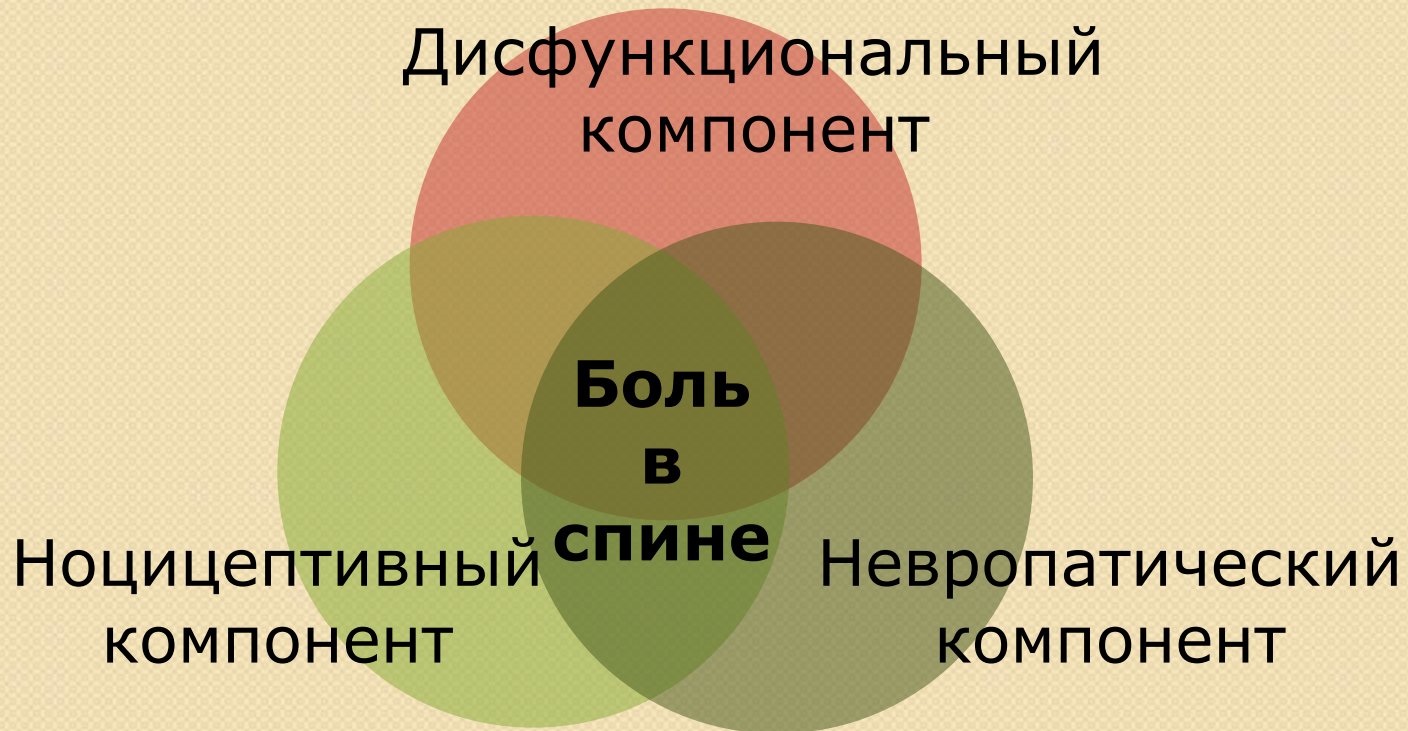 Дисфункциональный
компонент
Боль
в
спине
Ноцицептивный
компонент
Невропатический
компонент